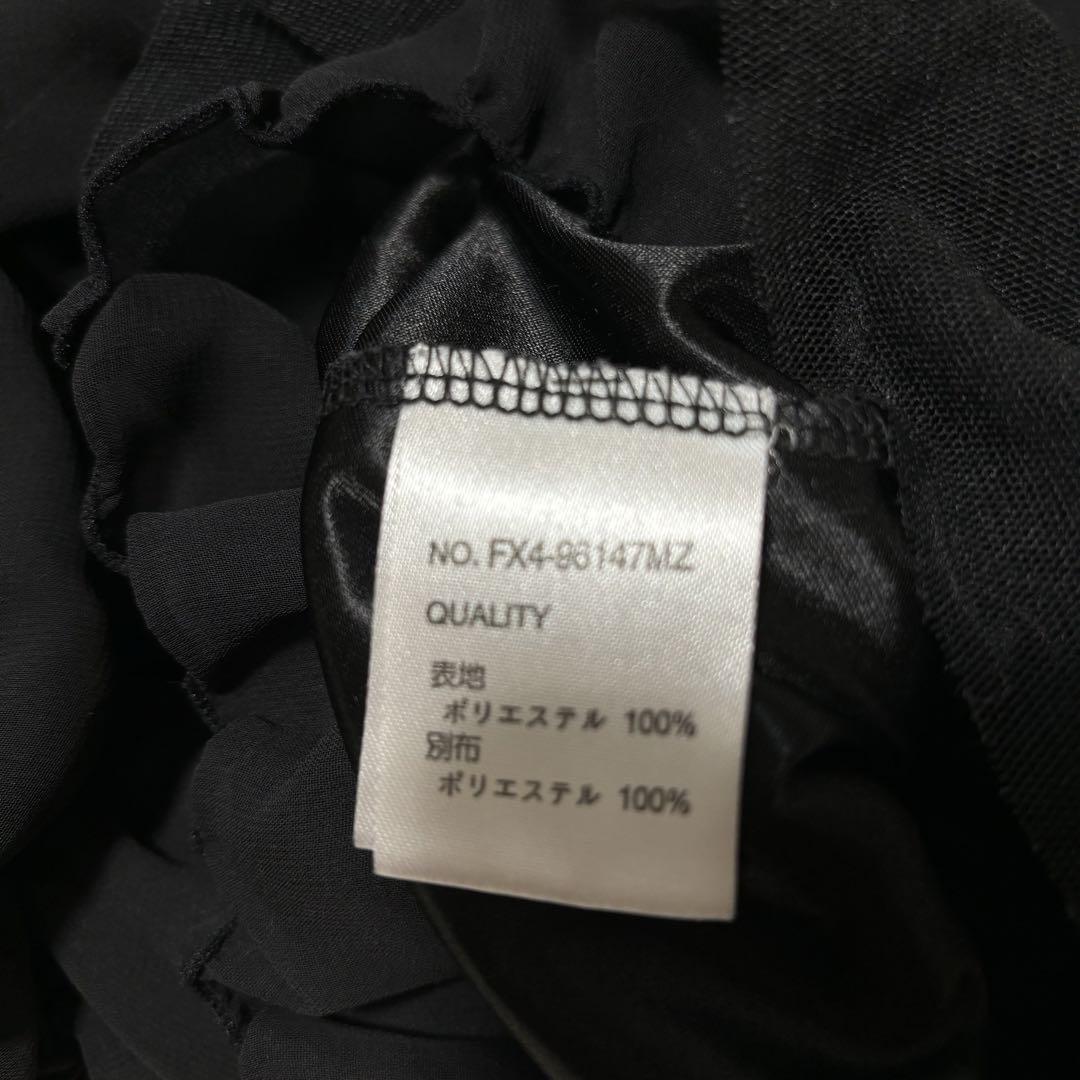 NO. FX4-96147MZ
QUALITY
表地
ポリエステル 100%
別布
ポリエステル 100%